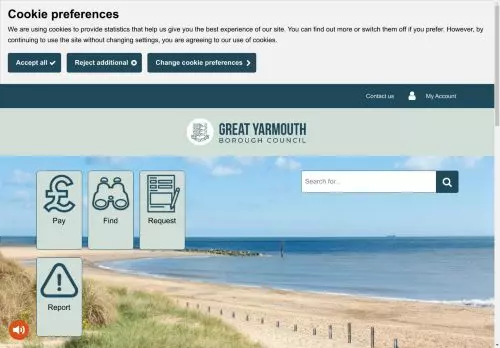 Cookie preferences
We are using cookies to provide statistics that help us give you the best experience of our site. You can find out more or switch them off if you prefer. However, by
continuing to use the site without changing settings, you are agreeing to our use of cookies.
Accept all
Reject additional
Change cookie preferences
Contact us
My Account
GREAT YARMOUTH
BOROUGH COUNCIL
Pay
Find
Request
Search for...
Report